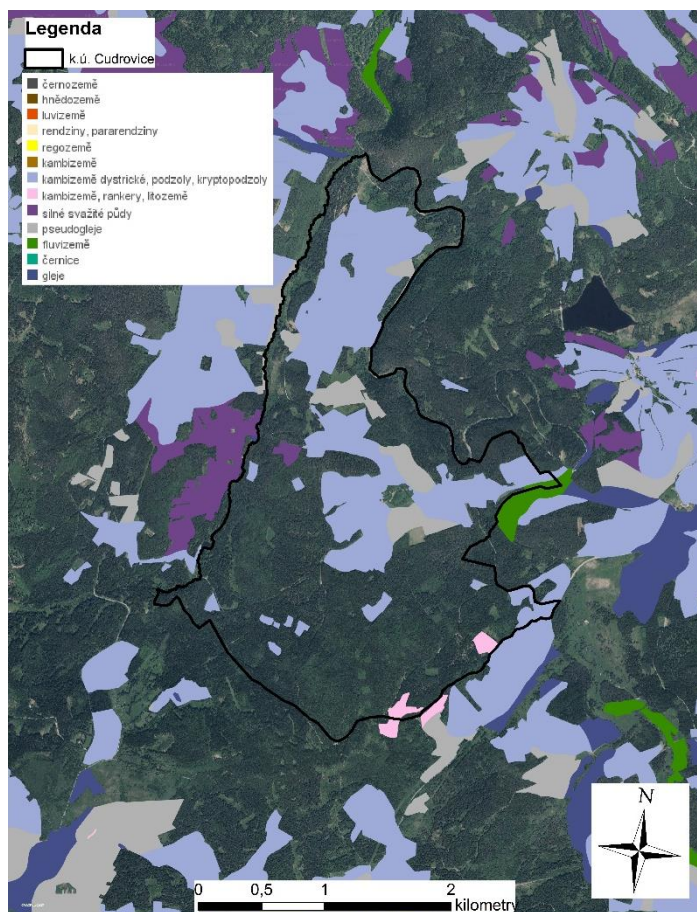 Legenda
k.ú. Cudrovice
černozemě
hnědozemě
luvizemě
rendziny, pararendziny
regozemě
kambizemě
kambizemě dystrické, podzoly, kryptopodzoly
kambizemě, rankery, litozemě
silně svažité půdy
pseudogleje
fluvizemě
černice
gleje
N
0 0,5 1 2
kilometry